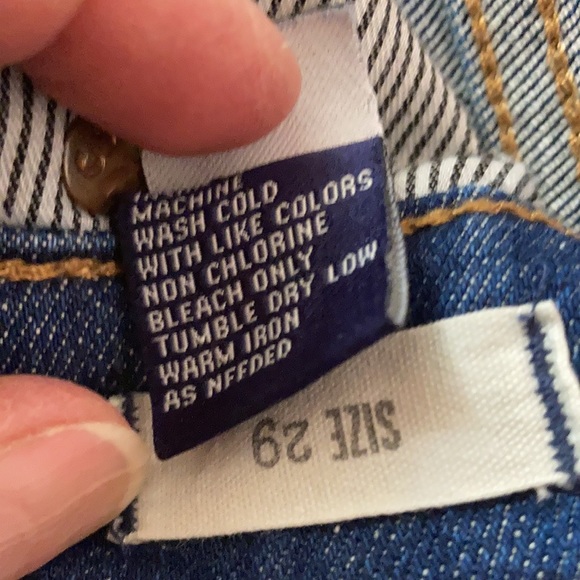 MACHINE
WASH COLD
WITH LIKE COLORS
NON CHLORINE
BLEACH ONLY
TUMBLE DRY LOW
WARM IRON
AS NEEDED
SIZE 29